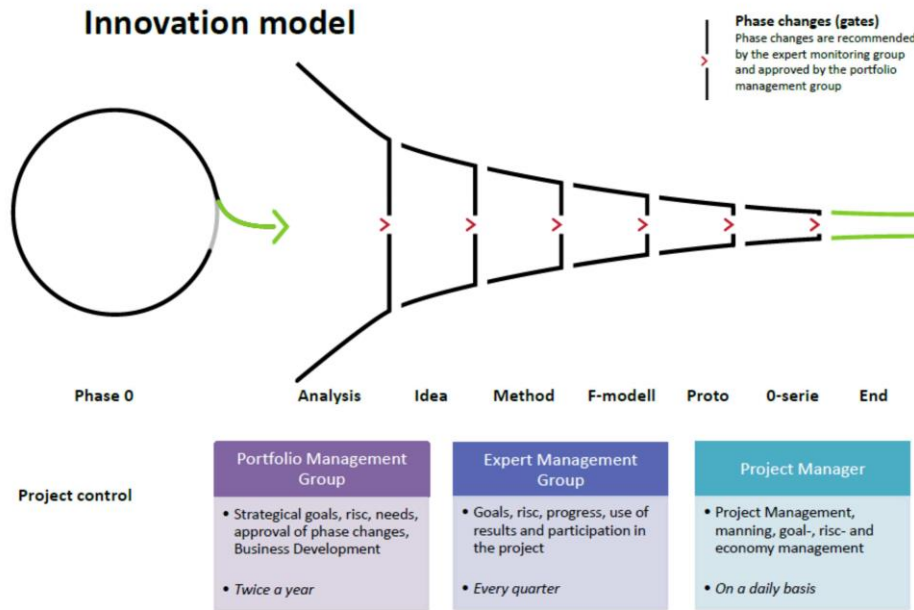 Innovation model
Phase changes (gates)
Phase changes are recommended
by the expert monitoring group
and approved by the portfolio
management group
Phase 0
Analysis
Idea
Method
F-modell
Proto
0-serie
End
Project control
Portfolio Management
Group
• Strategical goals, risc, needs,
approval of phase changes,
Business Development
• Twice a year
Expert Management
Group
• Goals, risc, progress, use of
results and participation in
the project
• Every quarter
Project Manager
• Project Management,
manning, goal-, risc- and
economy management
• On a daily basis